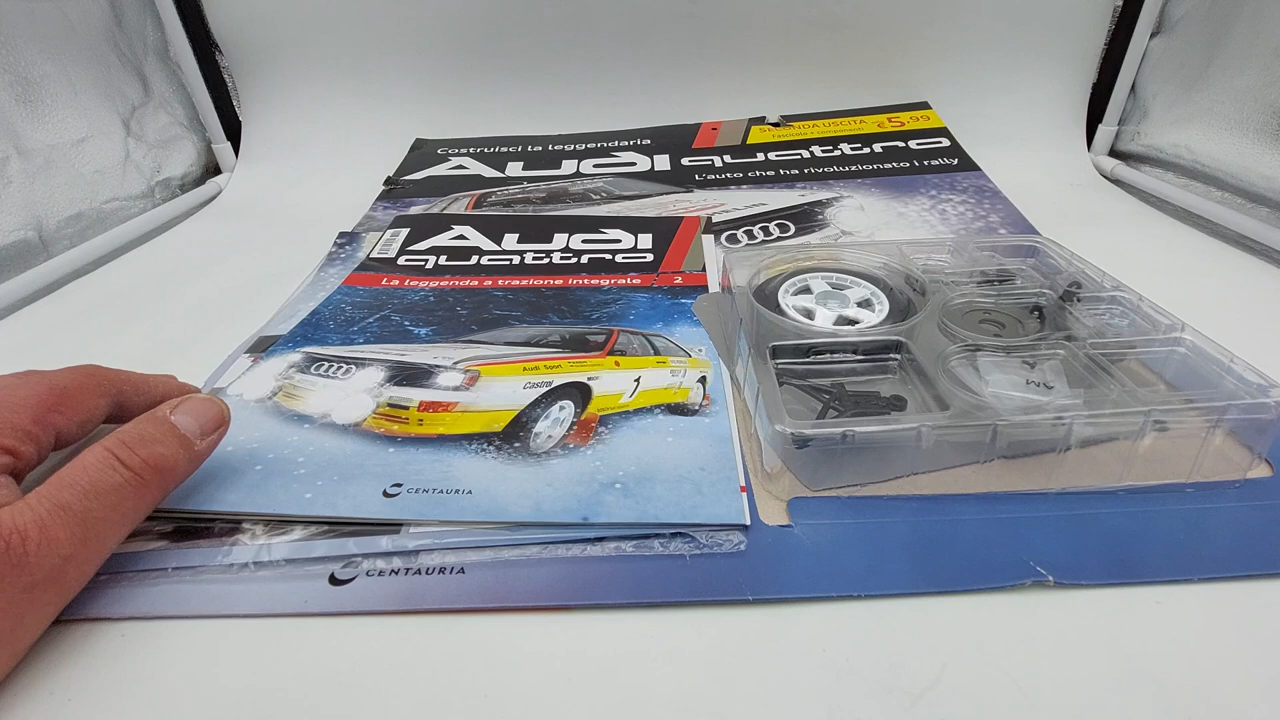 Costruisci la leggendaria
SECONDA USCITA
Fascicolo + componenti
€5,99
Audi quattro
L'auto che ha rivoluzionato i rally
Audi
quattro
La leggenda a trazione integrale 2
Audi Sport
Castrol
1
CENTAURIA
AM
CENTAURIA